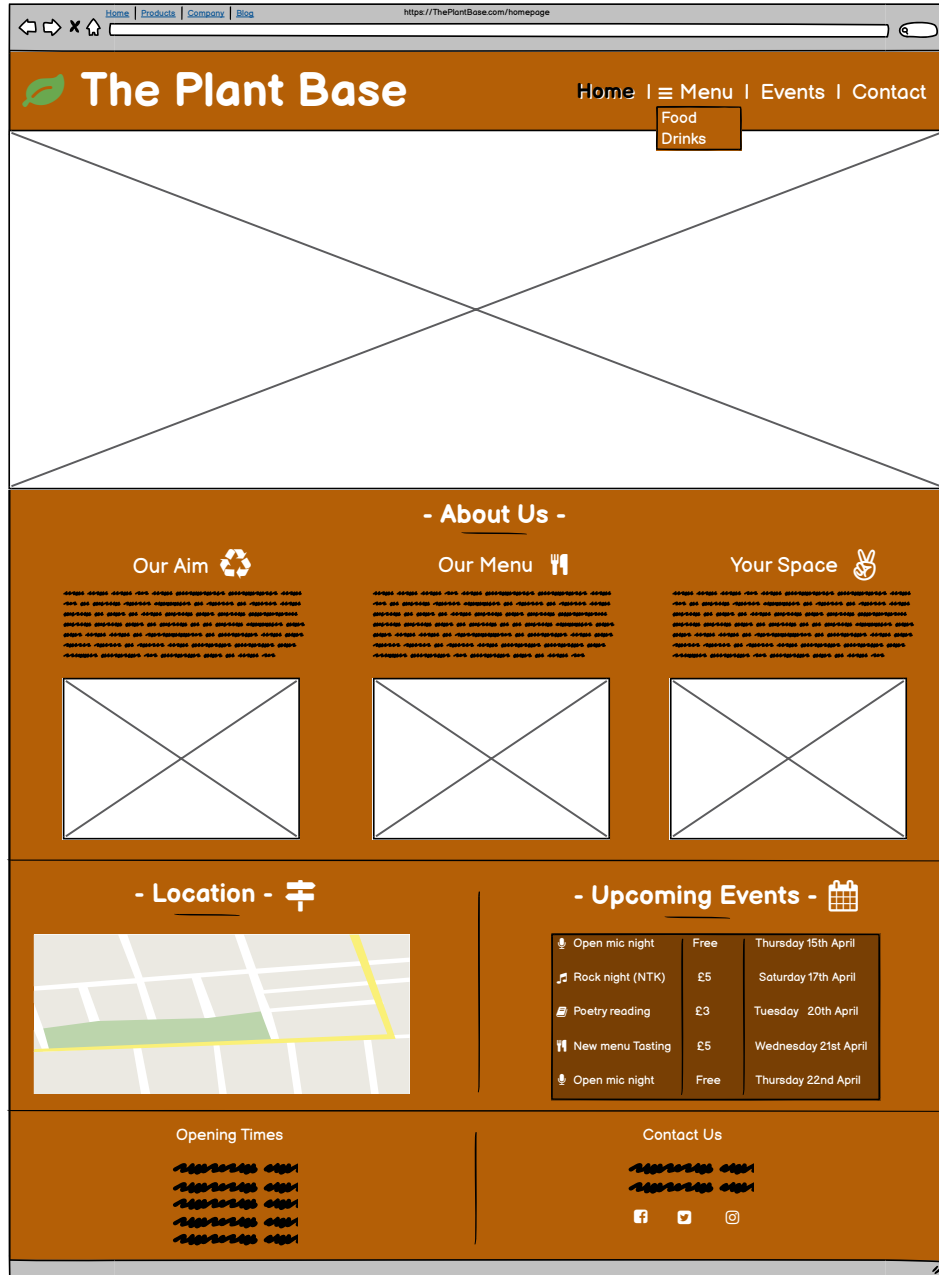 Home | Products | Company | Blog
https://ThePlantBase.com/homepage
The Plant Base
Home | ≡ Menu | Events | Contact
Food
Drinks
- About Us -
Our Aim
Our Menu
Your Space
- Location -
- Upcoming Events -
Open mic night Free Thursday 15th April
Rock night (NTK) £5 Saturday 17th April
Poetry reading £3 Tuesday 20th April
New menu Tasting £5 Wednesday 21st April
Open mic night Free Thursday 22nd April
Opening Times
Contact Us